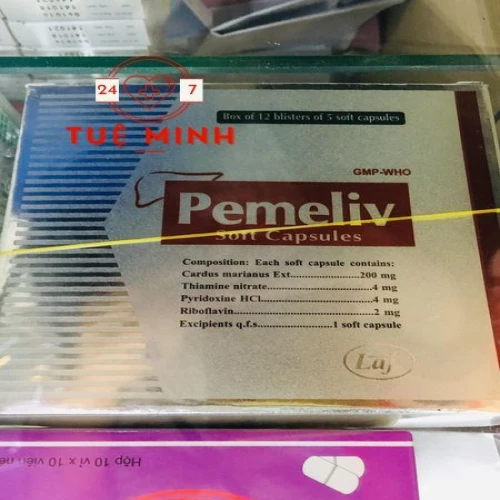 24 7
TUỆ MINH
Box of 12 blisters of 5 soft capsules
GMP-WHO
Pemeliv
Soft Capsules
Composition: Each soft capsule contains:
Cardus marianus Ext....................200 mg
Thiamine nitrate..........................4 mg
Pyridoxine HCl............................4 mg
Riboflavin..................................2 mg
Excipients q.f.s.......................1 soft capsule
Laf
Hộp 10 vỉ x 10 viên